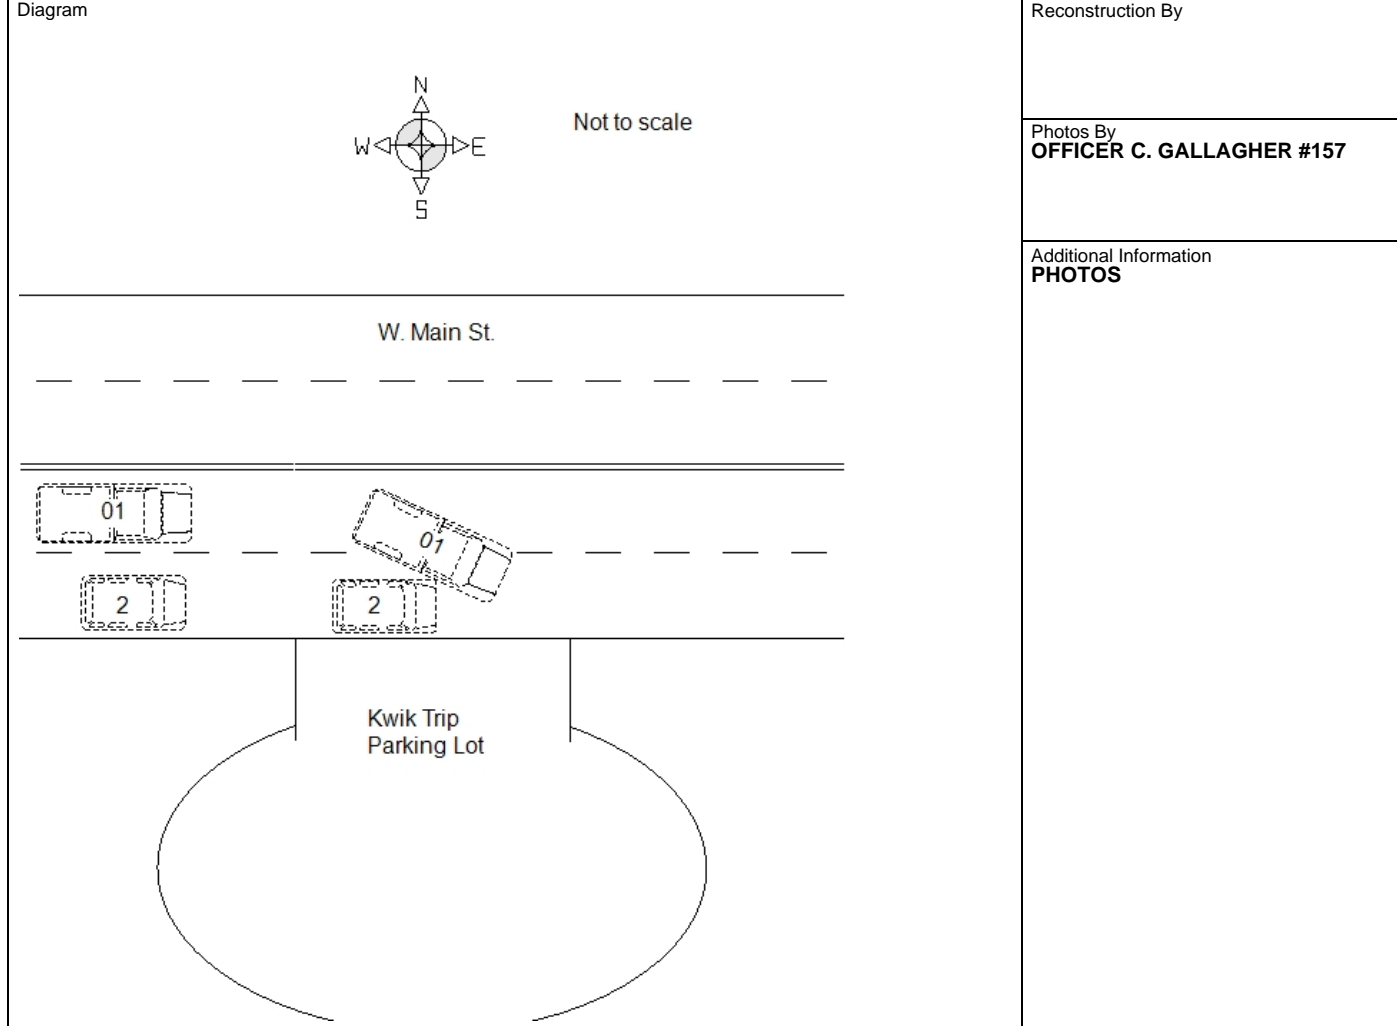 Diagram
N
Not to scale
W E
S
W. Main St.
01
01
2
2
Kwik Trip
Parking Lot
Reconstruction By
Photos By
OFFICER C. GALLAGHER #157
Additional Information
PHOTOS